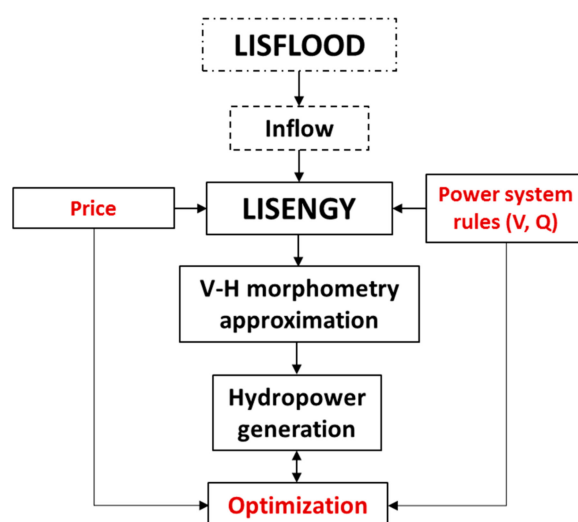 LISFLOOD
Inflow
Price
LISENGY
Power system
rules (V, Q)
V-H morphometry
approximation
Hydropower
generation
Optimization